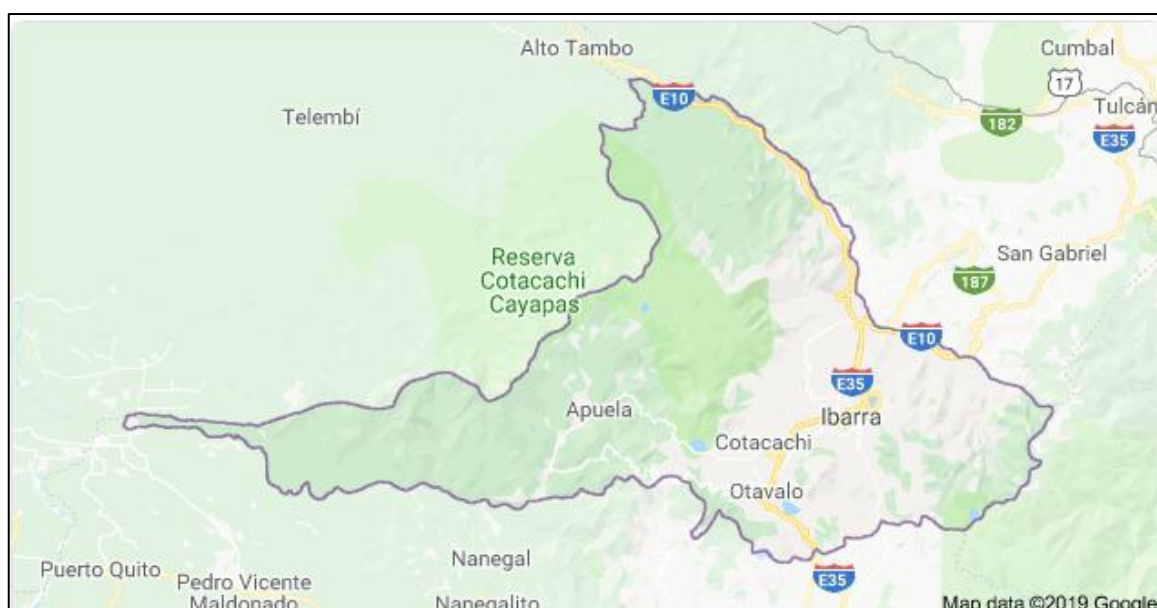 Alto Tambo
Cumbal
17
E10
Telembí
Tulcán
182
E35
Reserva
Cotacachi
Cayapas
San Gabriel
187
E10
E35
Apuela
Ibarra
Cotacachi
Otavalo
Nanegal
Puerto Quito
Pedro Vicente
Maldonado
E35
Nanegalito
Map data ©2019 Google